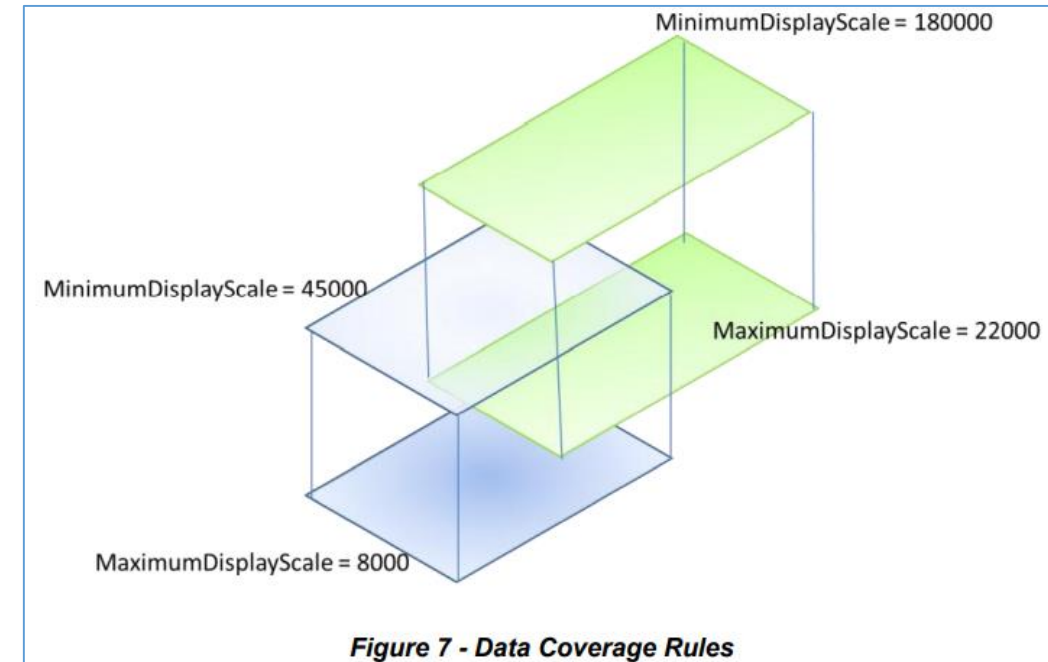 MinimumDisplayScale = 180000
MinimumDisplayScale = 45000
MaximumDisplayScale = 22000
MaximumDisplayScale = 8000
Figure 7 - Data Coverage Rules